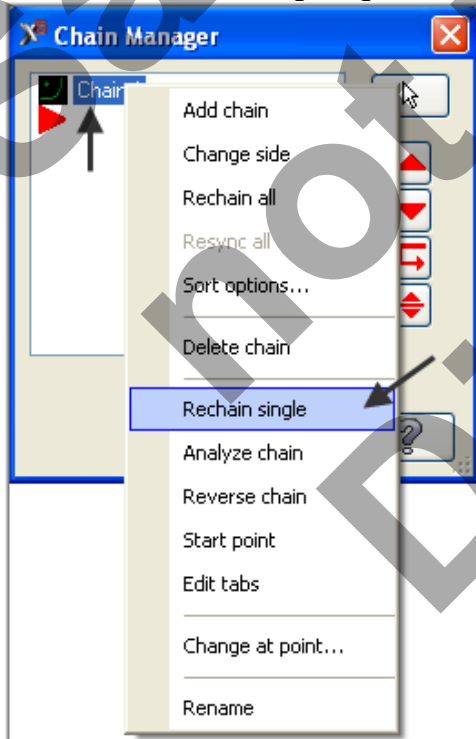 Chain Manager
Chain
Add chain
Change side
Rechain all
Resync all
Sort options...
Delete chain
Rechain single
Analyze chain
Reverse chain
Start point
Edit tabs
Change at point...
Rename